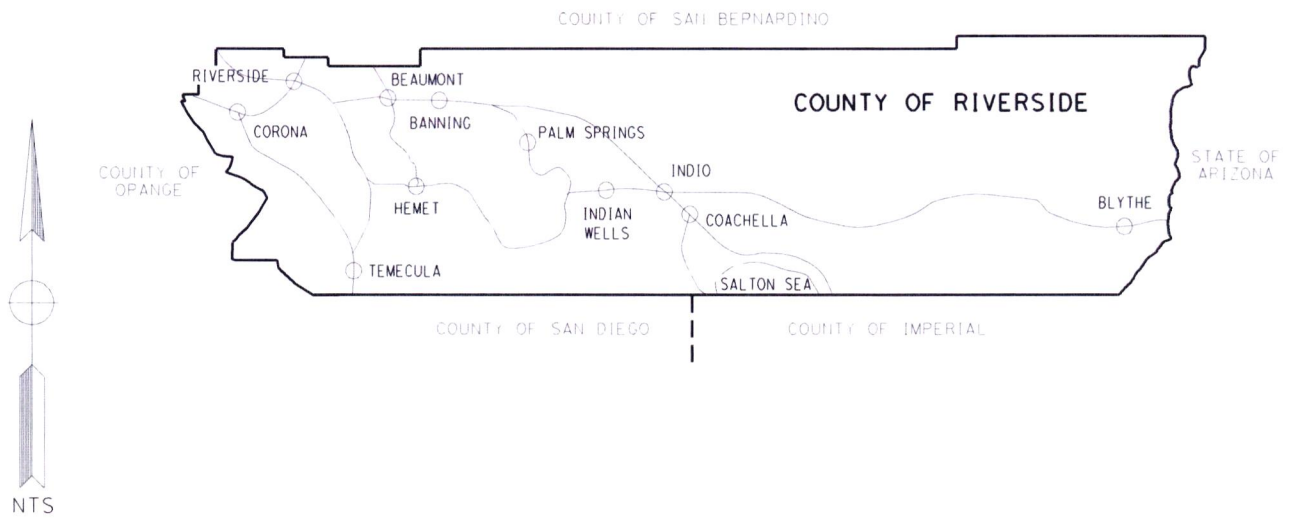 COUNTY OF SAN BERNARDINO
RIVERSIDE
BEAUMONT
COUNTY OF RIVERSIDE
CORONA
BANNING
PALM SPRINGS
COUNTY OF
ORANGE
INDIO
STATE OF
ARIZONA
HEMET
INDIAN
WELLS
COACHELLA
BLYTHE
TEMECULA
SALTON SEA
COUNTY OF SAN DIEGO
COUNTY OF IMPERIAL
NTS